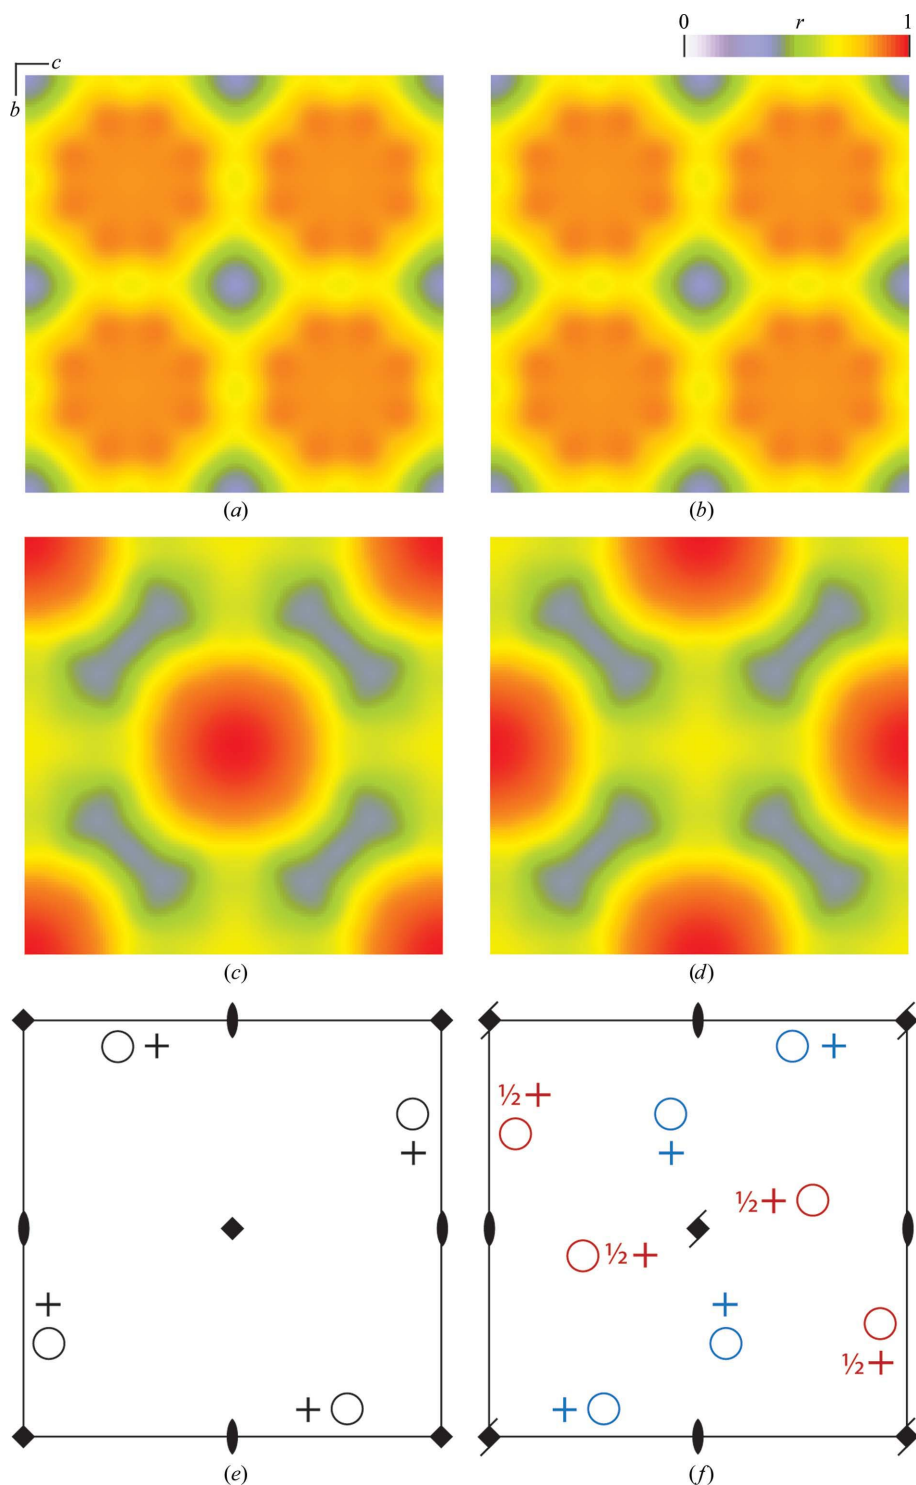 0 r 1
c
b
(a) (b)
(c) (d)
+ +
½+
+ +
½+
½+
+ +
½+
+ +
(e) (f)